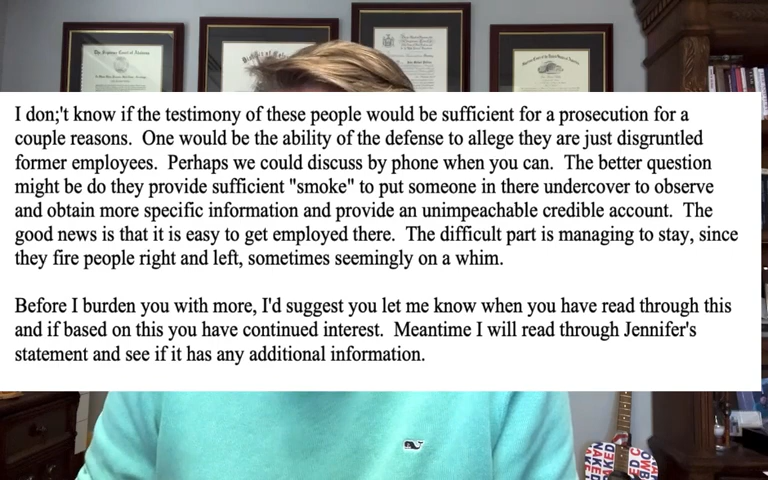 I don;'t know if the testimony of these people would be sufficient for a prosecution for a
couple reasons.  One would be the ability of the defense to allege they are just disgruntled
former employees.  Perhaps we could discuss by phone when you can.  The better question
might be do they provide sufficient "smoke" to put someone in there undercover to observe
and obtain more specific information and provide an unimpeachable credible account.  The
good news is that it is easy to get employed there.  The difficult part is managing to stay, since
they fire people right and left, sometimes seemingly on a whim.
Before I burden you with more, I'd suggest you let me know when you have read through this
and if based on this you have continued interest.  Meantime I will read through Jennifer's
statement and see if it has any additional information.
NAKED